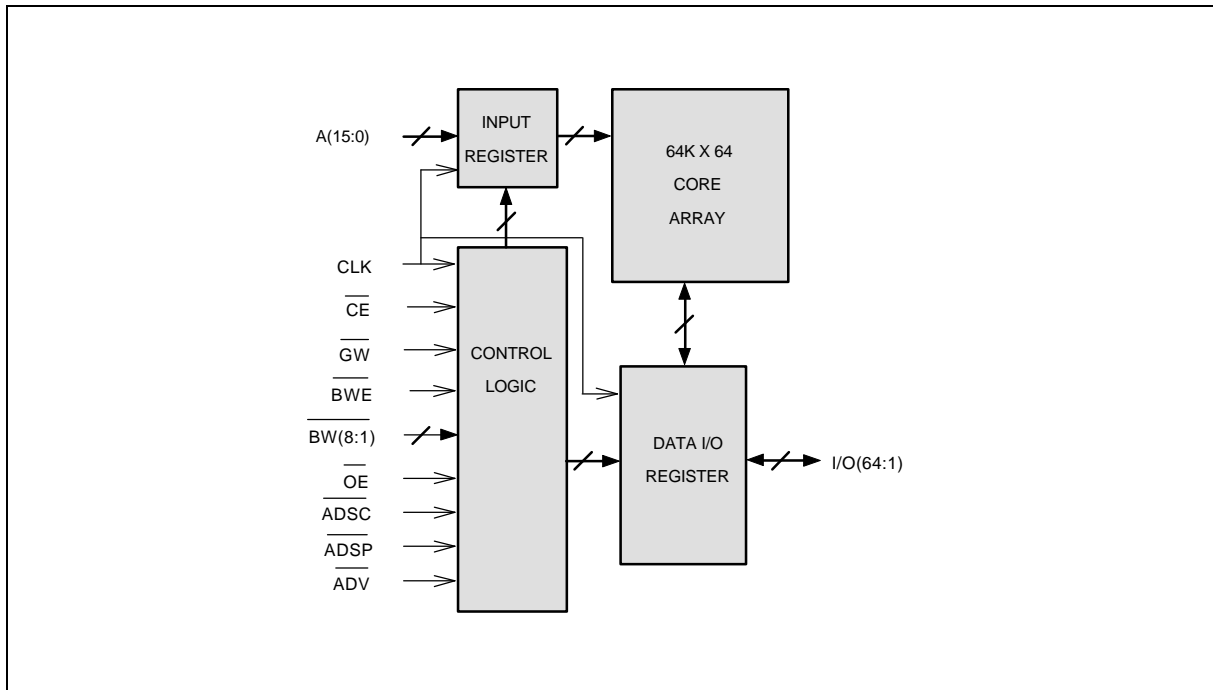 A(15:0)
INPUT
REGISTER
64K X 64
CORE
ARRAY
CLK
CE
GW
BWE
BW(8:1)
OE
ADSC
ADSP
ADV
CONTROL
LOGIC
DATA I/O
REGISTER
I/O(64:1)